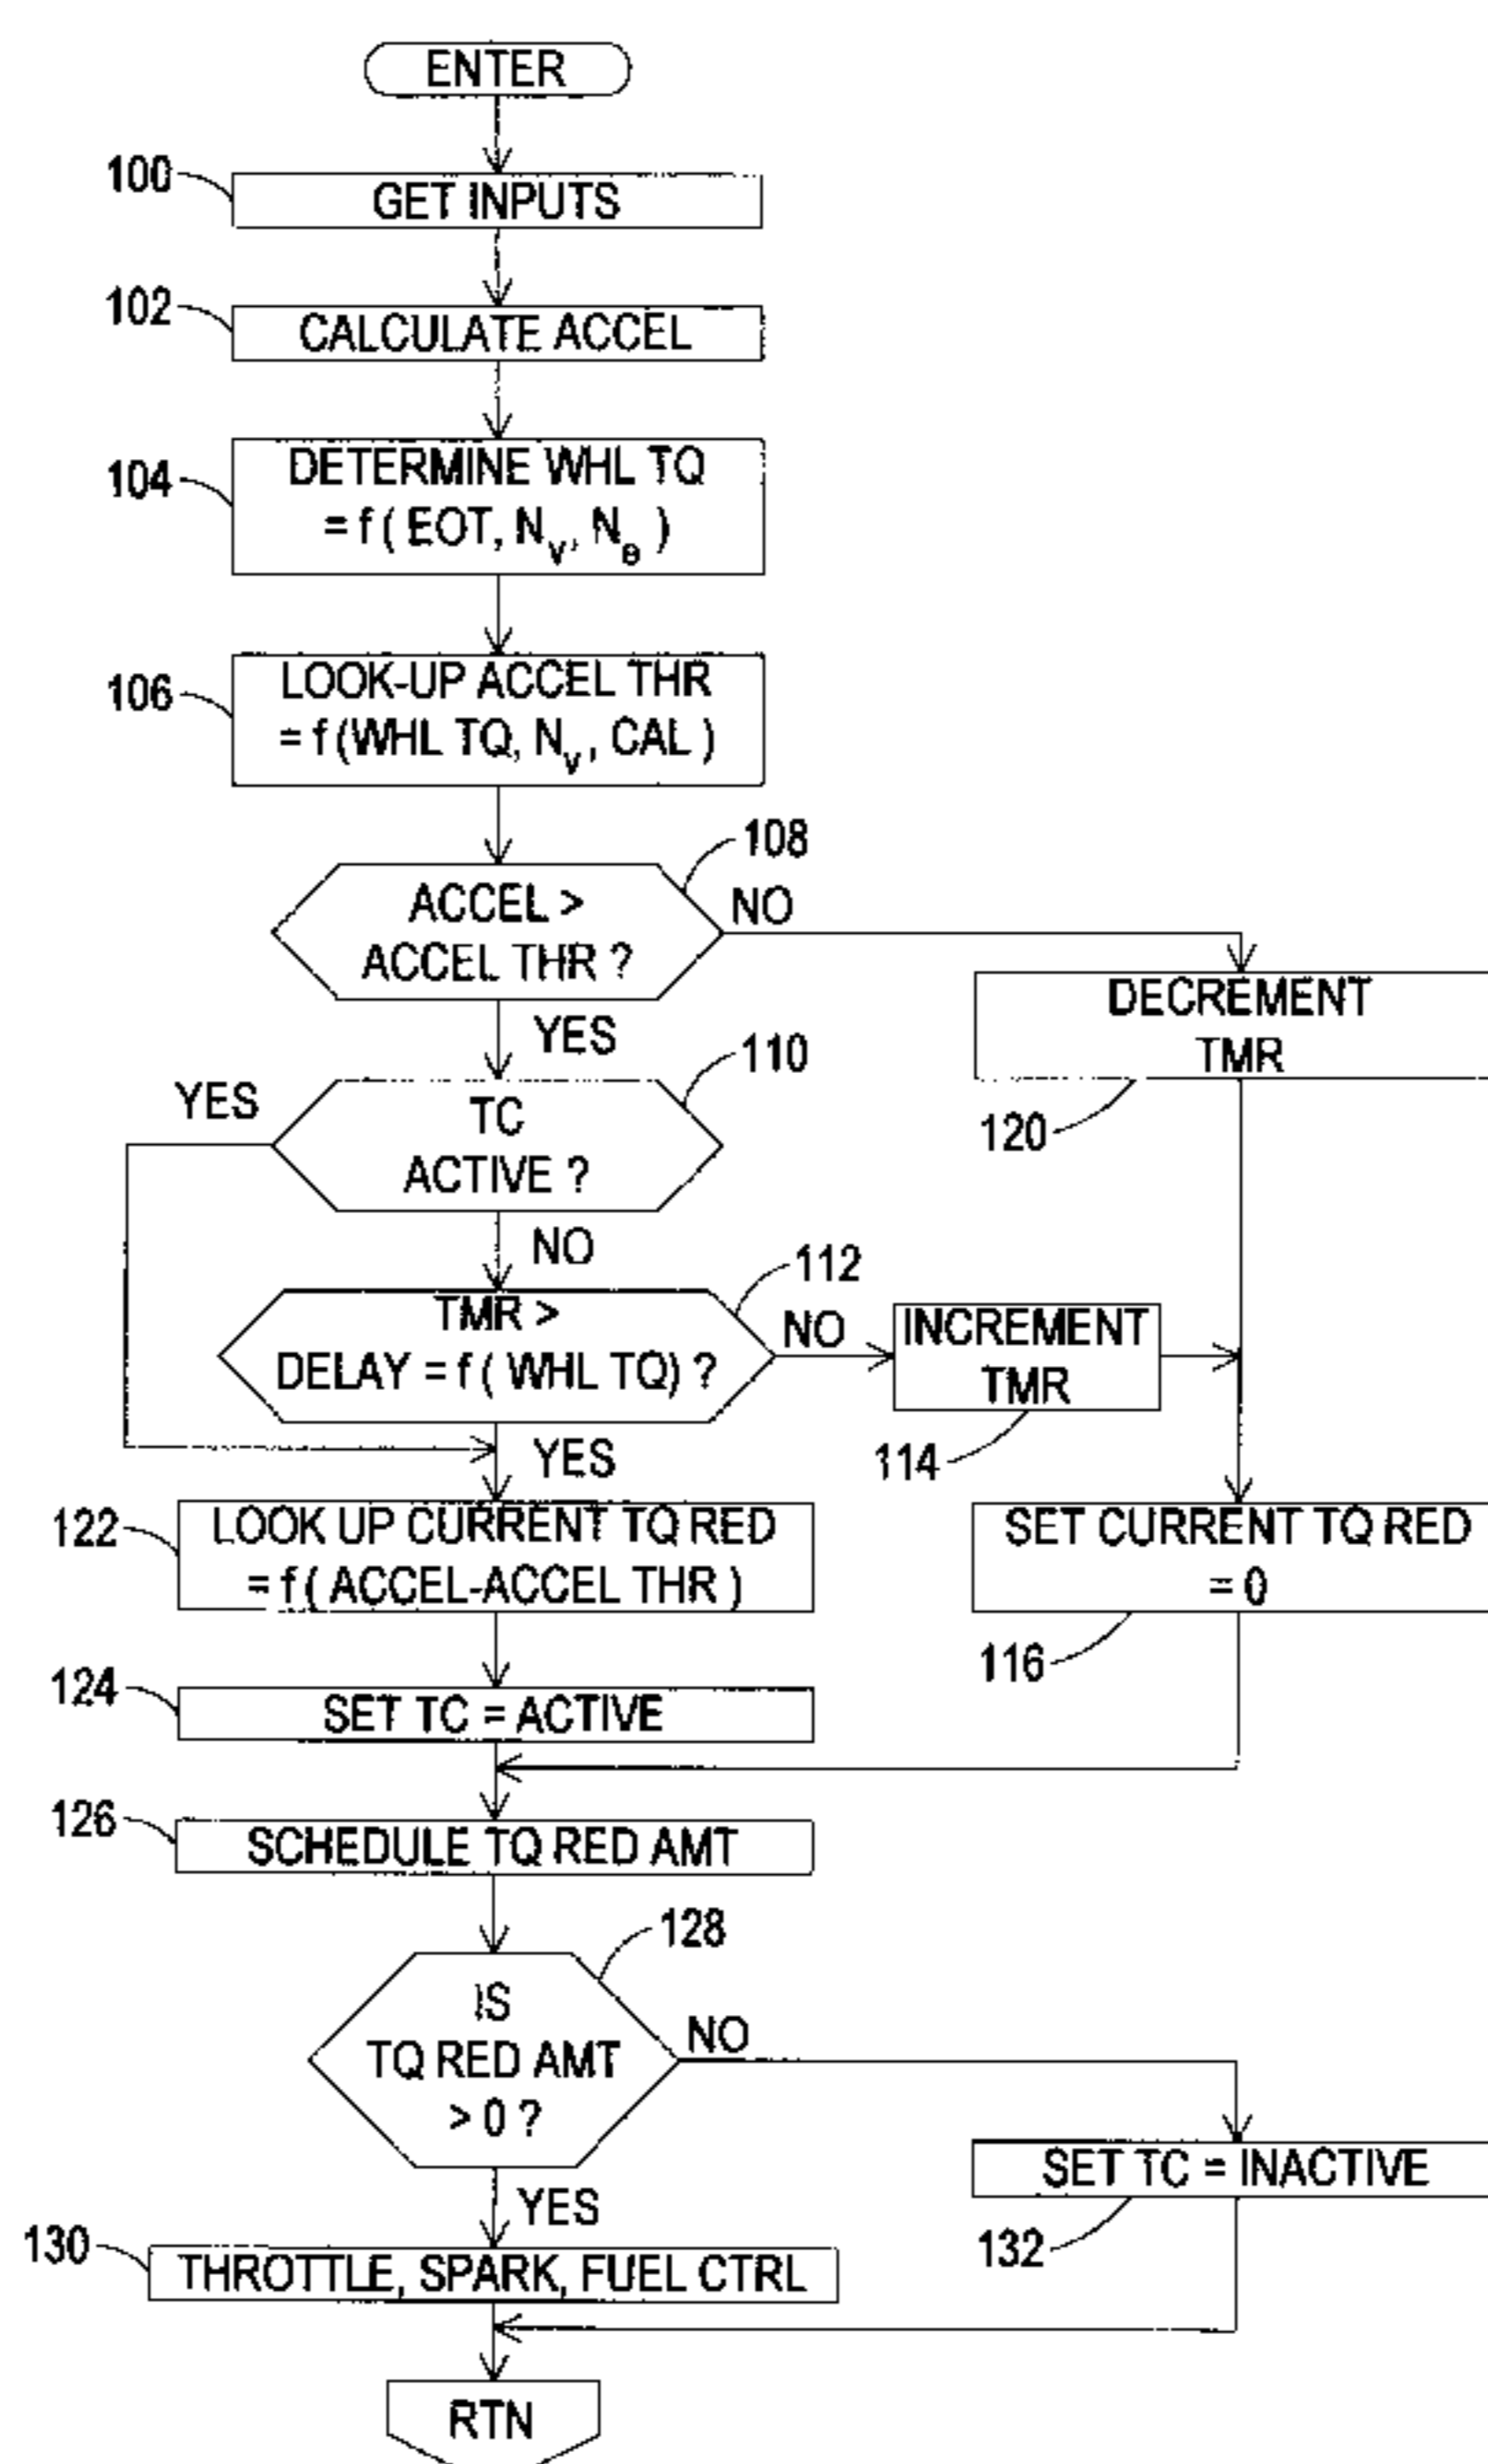 ENTER
100
GET INPUTS
102
CALCULATE ACCEL
104
DETERMINE WHL TQ
= f ( EOT, Nv, Ne )
106
LOOK-UP ACCEL THR
= f (WHL TQ, Nv, CAL )
108
ACCEL >
ACCEL THR ?
NO
YES
DECREMENT
TMR
120
110
YES
TC
ACTIVE ?
NO
112
TMR >
DELAY = f ( WHL TQ) ?
NO
INCREMENT
TMR
114
YES
122
LOOK UP CURRENT TQ RED
= f ( ACCEL-ACCEL THR )
SET CURRENT TQ RED
= 0
116
124
SET TC = ACTIVE
126
SCHEDULE TQ RED AMT
128
IS
TQ RED AMT
> 0 ?
NO
YES
SET TC = INACTIVE
132
130
THROTTLE, SPARK, FUEL CTRL
RTN